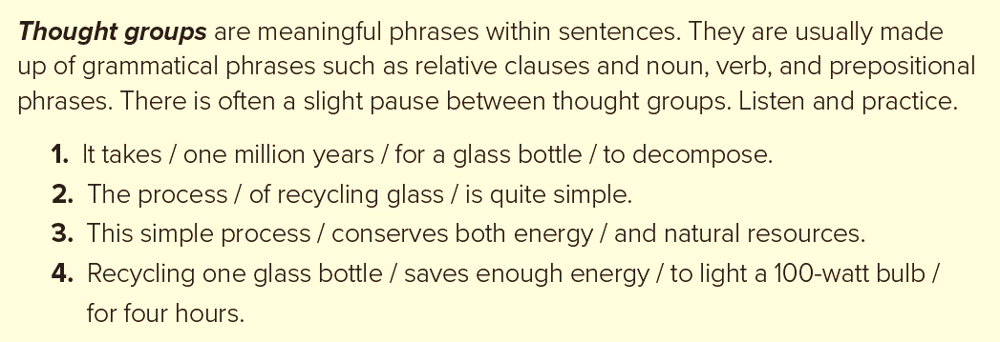 Thought groups are meaningful phrases within sentences. They are usually made
up of grammatical phrases such as relative clauses and noun, verb, and prepositional
phrases. There is often a slight pause between thought groups. Listen and practice.
1. It takes / one million years / for a glass bottle / to decompose.
2. The process / of recycling glass / is quite simple.
3. This simple process / conserves both energy / and natural resources.
4. Recycling one glass bottle / saves enough energy / to light a 100-watt bulb /
for four hours.